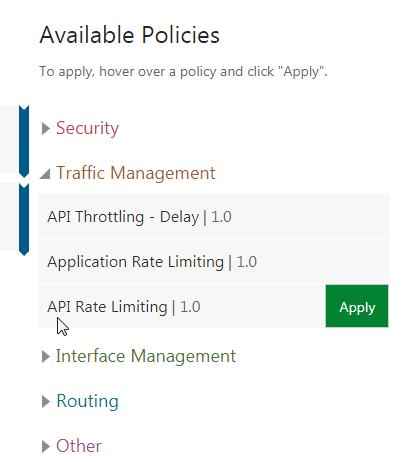 Available Policies
To apply, hover over a policy and click "Apply".
Security
Traffic Management
API Throttling - Delay | 1.0
Application Rate Limiting | 1.0
API Rate Limiting | 1.0 Apply
Interface Management
Routing
Other